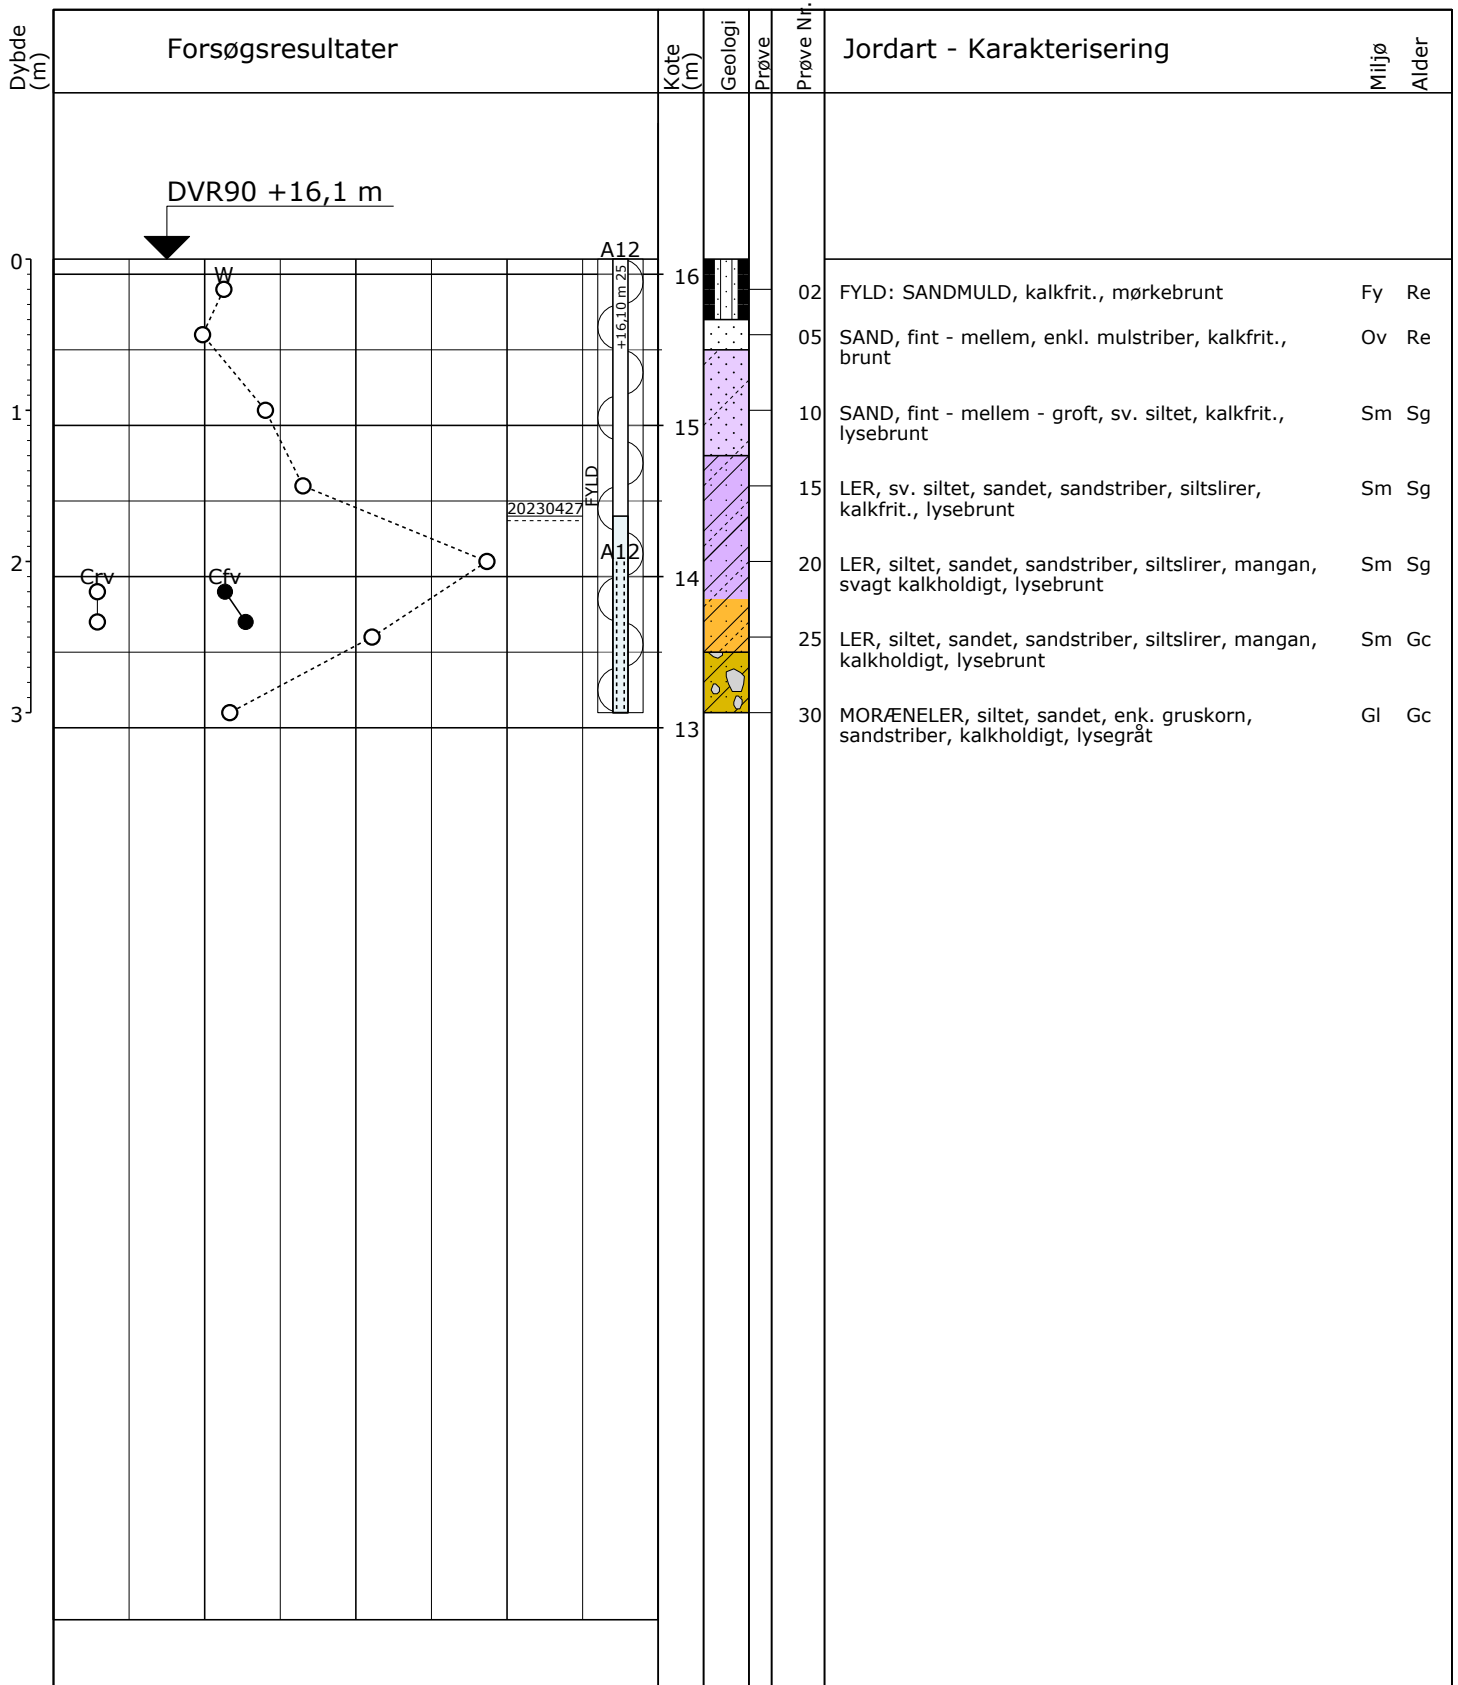 Dybde (m)
Forsøgsresultater
Kote (m)
Geologi
Prøve
Prøve Nr.
Jordart - Karakterisering
Miljø
Alder
DVR90 +16,1 m
A12
0
W
+16,10 m 25
16
02 FYLD: SANDMULD, kalkfrit., mørkebrunt Fy Re
05 SAND, fint - mellem, enkl. mulstriber, kalkfrit., Ov Re
brunt
1
15
10 SAND, fint - mellem - groft, sv. siltet, kalkfrit., Sm Sg
lysebrunt
FYLD
20230427
15 LER, sv. siltet, sandet, sandstriber, siltslirer, Sm Sg
kalkfrit., lysebrunt
A12
2
Crv
Cfv
14
20 LER, siltet, sandet, sandstriber, siltslirer, mangan, Sm Sg
svagt kalkholdigt, lysebrunt
25 LER, siltet, sandet, sandstriber, siltslirer, mangan, Sm Gc
kalkholdigt, lysebrunt
3
13
30 MORÆNELER, siltet, sandet, enk. gruskorn, Gl Gc
sandstriber, kalkholdigt, lysegråt